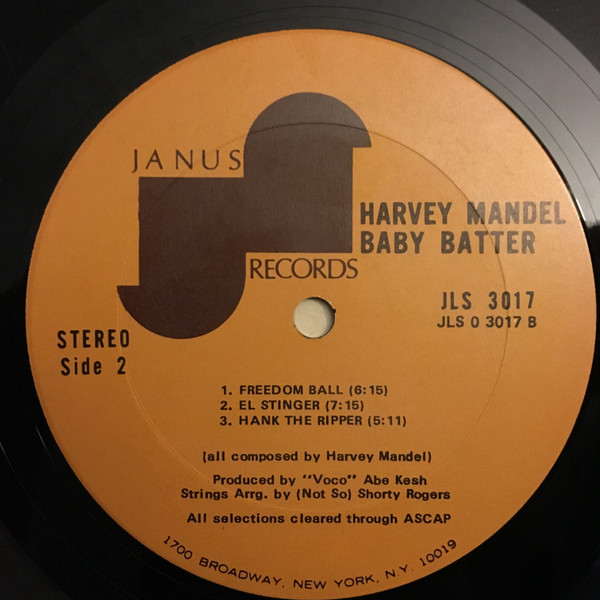 JANUS
RECORDS
HARVEY MANDEL
BABY BATTER
JLS 3017
JLS 0 3017 B
STEREO
Side 2
1. FREEDOM BALL (6:15)
2. EL STINGER (7:15)
3. HANK THE RIPPER (5:11)
(all composed by Harvey Mandel)
Produced by "Voco" Abe Kesh
Strings Arrg. by (Not So) Shorty Rogers
All selections cleared through ASCAP
1700 BROADWAY, NEW YORK, N.Y. 10019